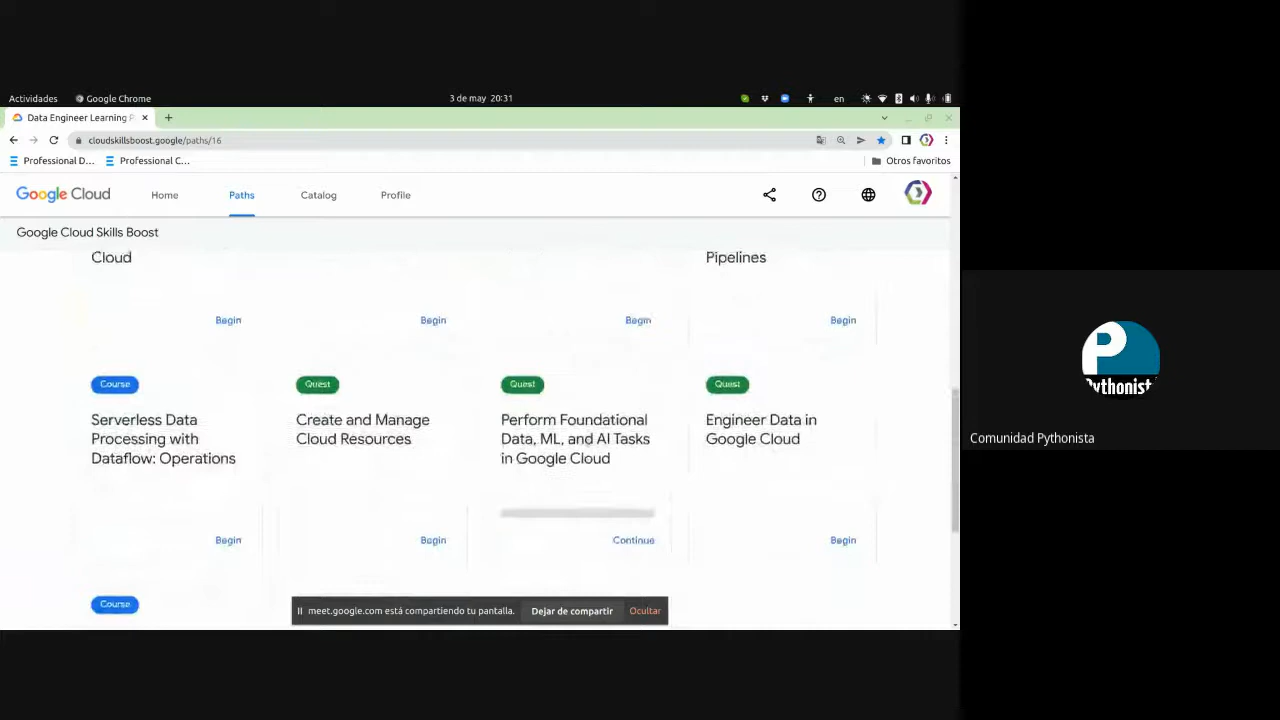 Actividades Google Chrome 3 de may 20:31 en
Data Engineer Learning P
cloudskillsboost.google/paths/16
Professional D... Professional C... Otros favoritos
Google Cloud Home Paths Catalog Profile
Google Cloud Skills Boost
Cloud Pipelines
Begin Begin Begin Begin
Course Quest Quest Quest
Serverless Data Create and Manage Perform Foundational Engineer Data in
Processing with Cloud Resources Data, ML, and AI Tasks Google Cloud
Dataflow: Operations in Google Cloud
Begin Begin Continue Begin
Course
meet.google.com está compartiendo tu pantalla. Dejar de compartir Ocultar
P
Pythonist
Comunidad Pythonista